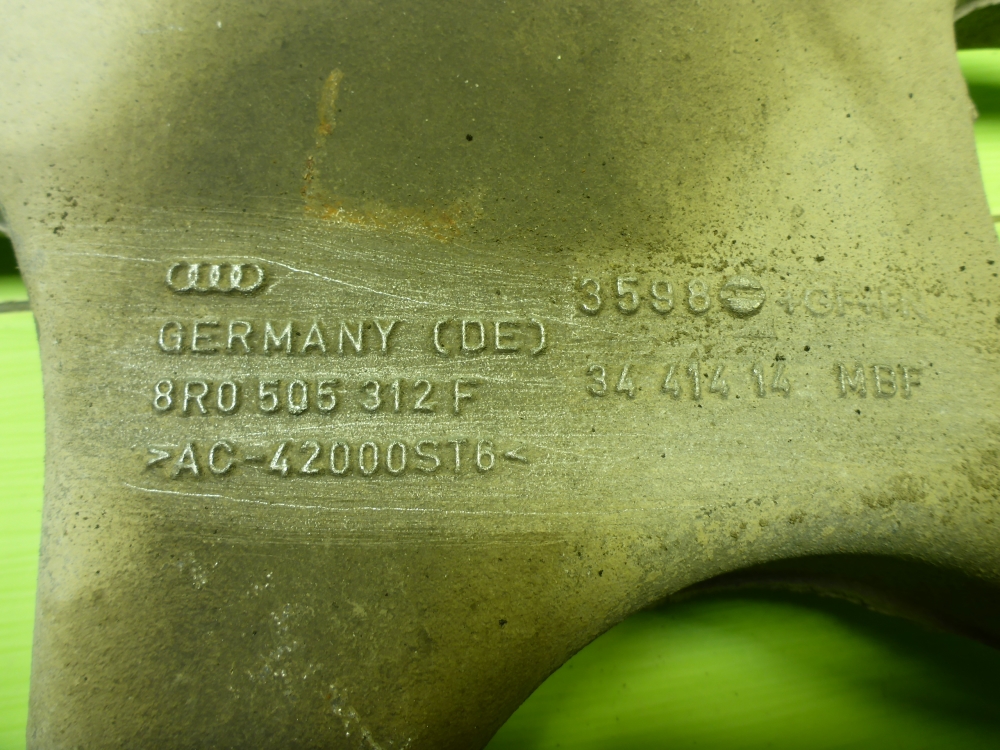 GERMANY (DE)
8R0 505 312 F
>AC-42000ST6<
3598
34 414 14 MBF